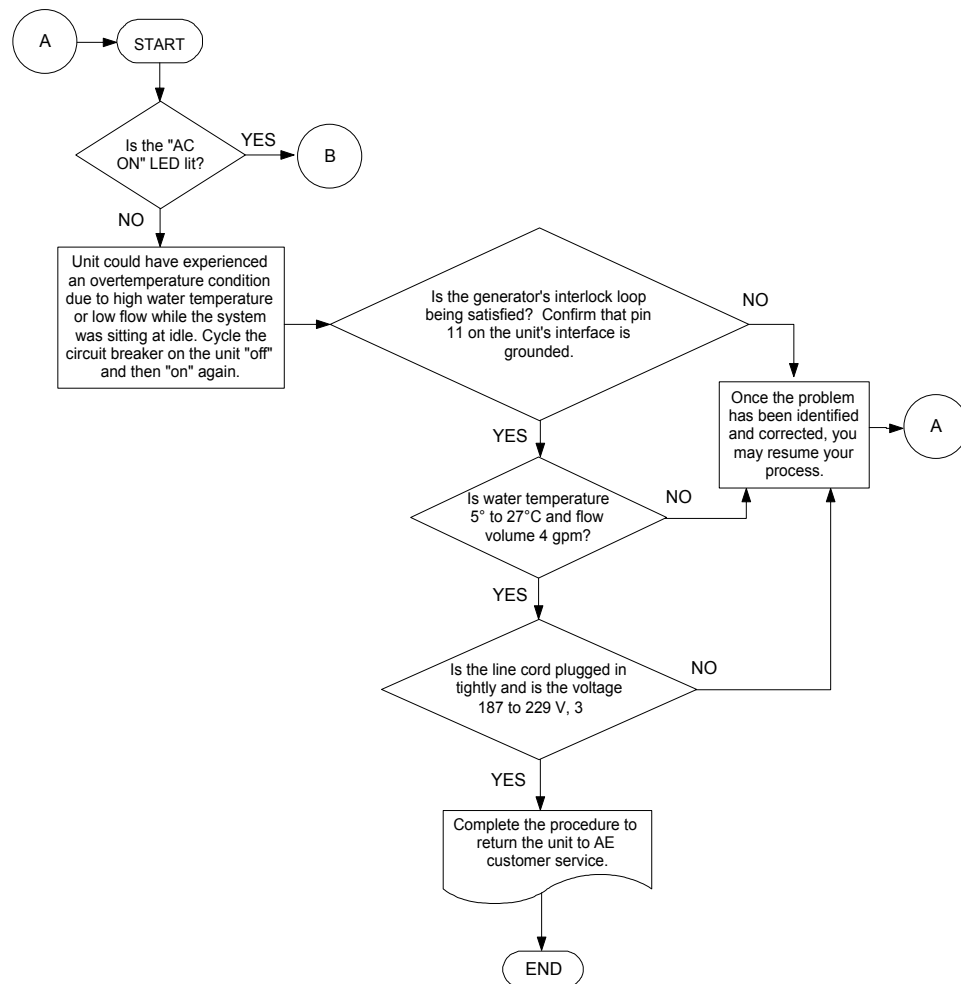 A
START
Is the "AC
ON" LED lit?
YES
B
NO
Unit could have experienced
an overtemperature condition
due to high water temperature
or low flow while the system
was sitting at idle. Cycle the
circuit breaker on the unit "off"
and then "on" again.
Is the generator's interlock loop
being satisfied? Confirm that pin
11 on the unit's interface is
grounded.
NO
Once the problem
has been identified
and corrected, you
may resume your
process.
A
YES
Is water temperature
5° to 27°C and flow
volume 4 gpm?
NO
YES
Is the line cord plugged in
tightly and is the voltage
187 to 229 V, 3
NO
YES
Complete the procedure to
return the unit to AE
customer service.
END